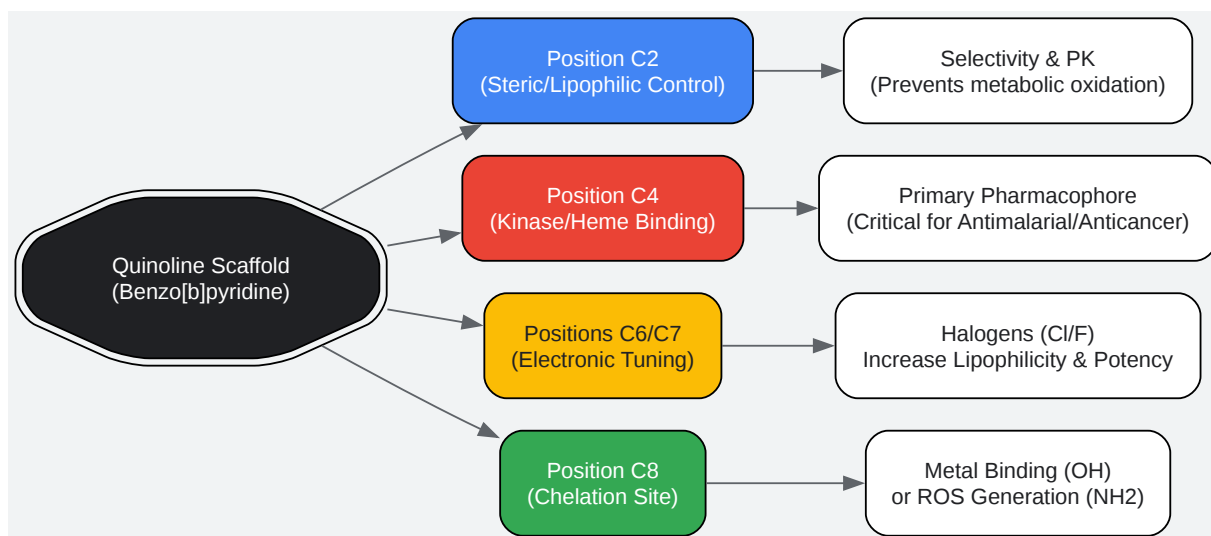 Quinoline Scaffold
(Benzo[b]pyridine)
Position C2
(Steric/Lipophilic Control)
Selectivity & PK
(Prevents metabolic oxidation)
Position C4
(Kinase/Heme Binding)
Primary Pharmacophore
(Critical for Antimalarial/Anticancer)
Positions C6/C7
(Electronic Tuning)
Halogens (Cl/F)
Increase Lipophilicity & Potency
Position C8
(Chelation Site)
Metal Binding (OH)
or ROS Generation (NH2)